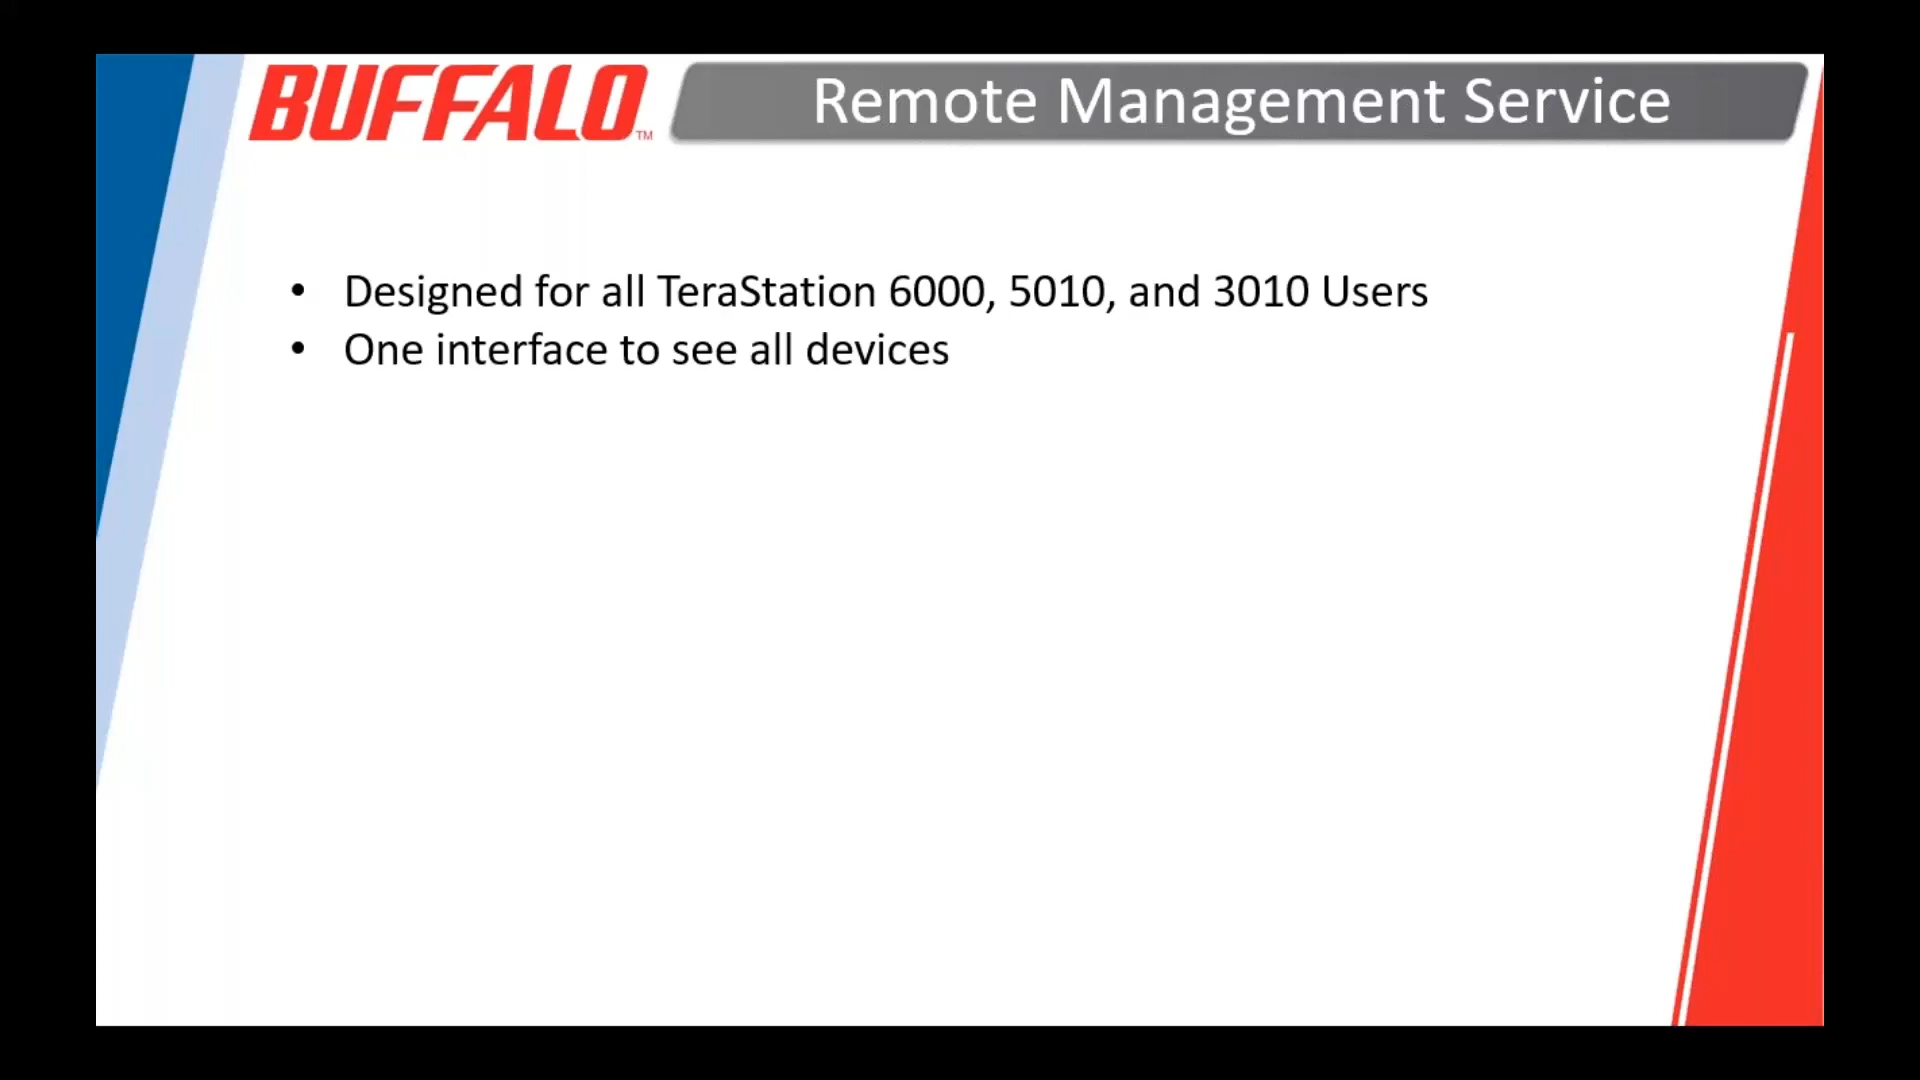 BUFFALO™
Remote Management Service
• Designed for all TeraStation 6000, 5010, and 3010 Users
• One interface to see all devices